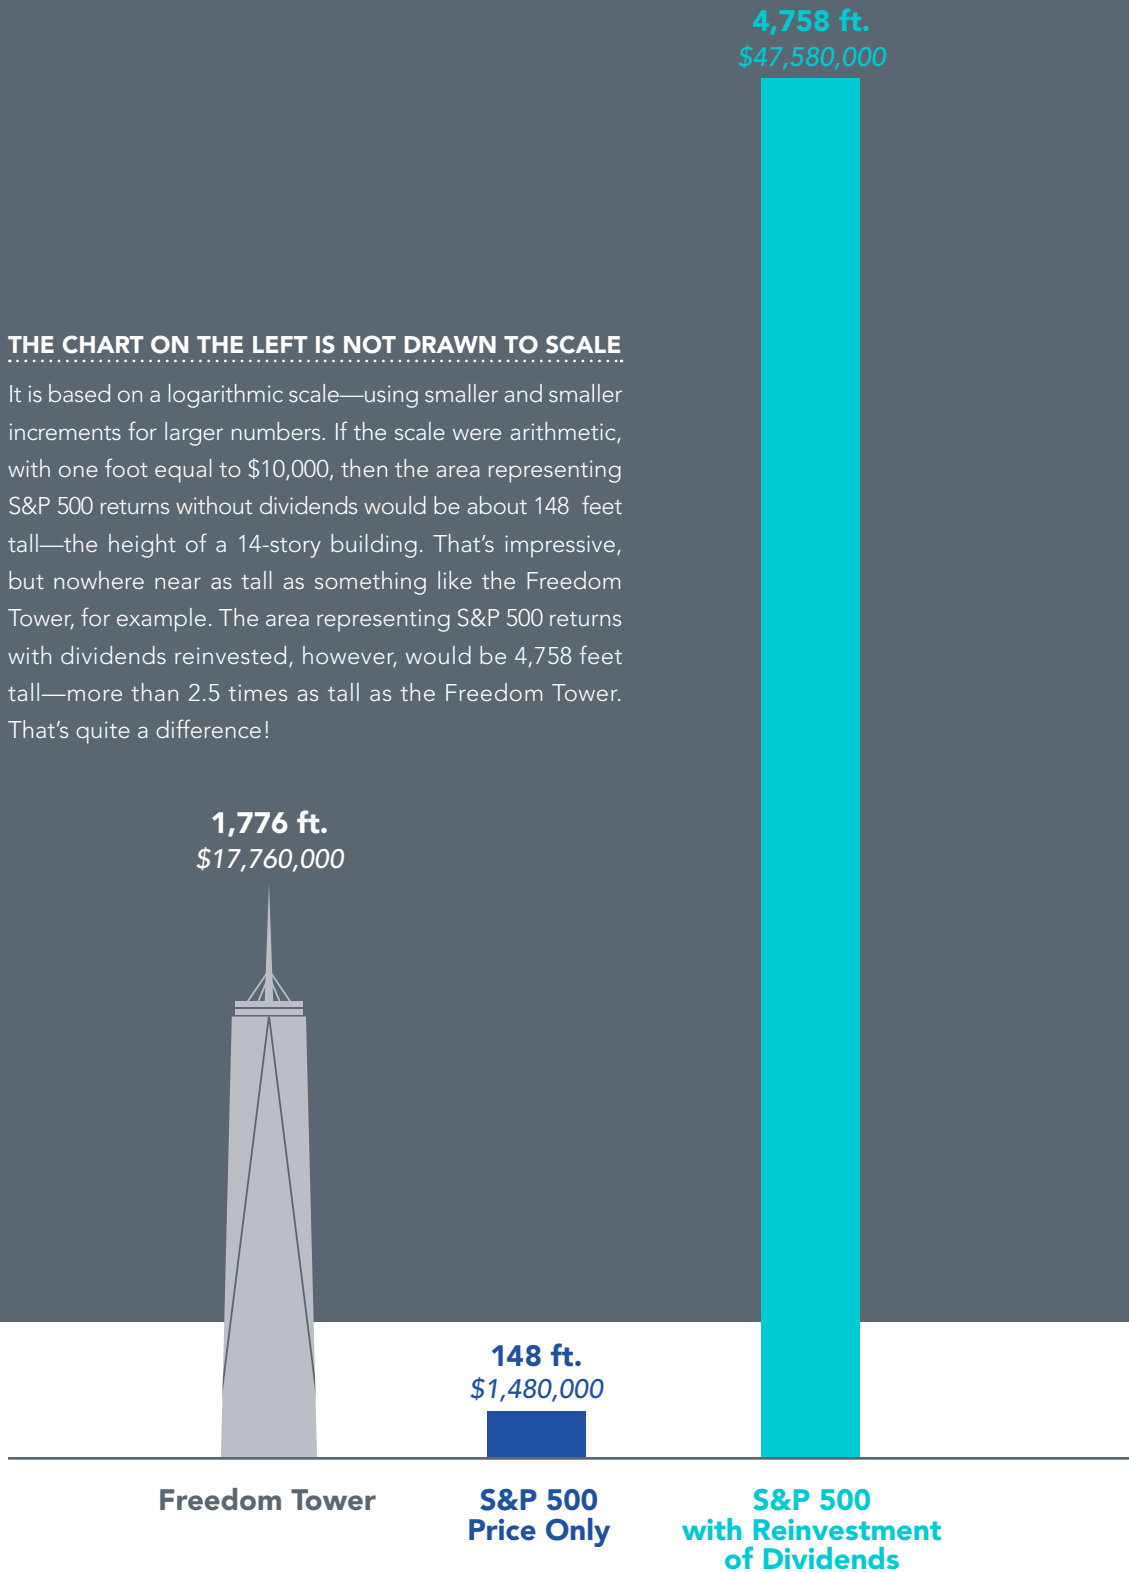 4,758 ft.
$47,580,000
THE CHART ON THE LEFT IS NOT DRAWN TO SCALE
It is based on a logarithmic scale—using smaller and smaller
increments for larger numbers. If the scale were arithmetic,
with one foot equal to $10,000, then the area representing
S&P 500 returns without dividends would be about 148 feet
tall—the height of a 14-story building. That's impressive,
but nowhere near as tall as something like the Freedom
Tower, for example. The area representing S&P 500 returns
with dividends reinvested, however, would be 4,758 feet
tall—more than 2.5 times as tall as the Freedom Tower.
That's quite a difference!
1,776 ft.
$17,760,000
148 ft.
$1,480,000
Freedom Tower
S&P 500
Price Only
S&P 500
with Reinvestment
of Dividends